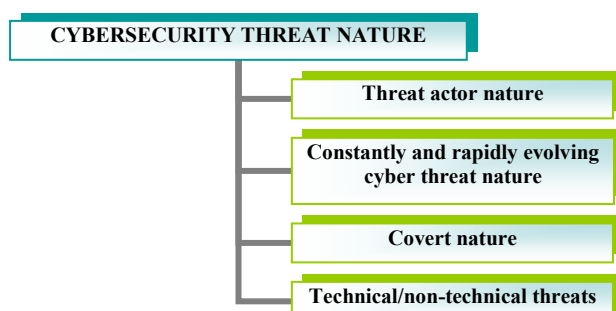 CYBERSECURITY THREAT NATURE
Threat actor nature
Constantly and rapidly evolving
cyber threat nature
Covert nature
Technical/non-technical threats